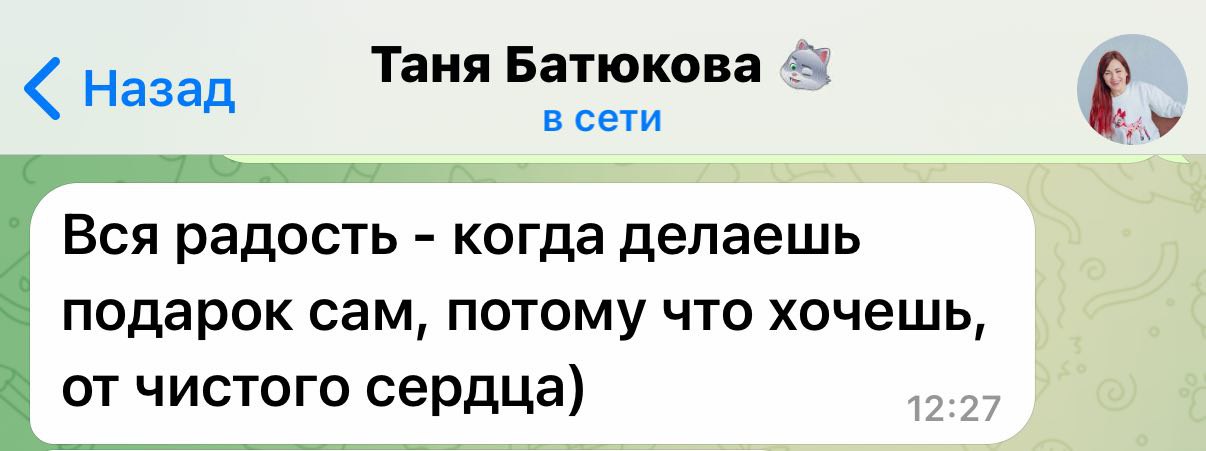 Назад
Таня Батюкова
в сети
Вся радость - когда делаешь
подарок сам, потому что хочешь,
от чистого сердца)
12:27